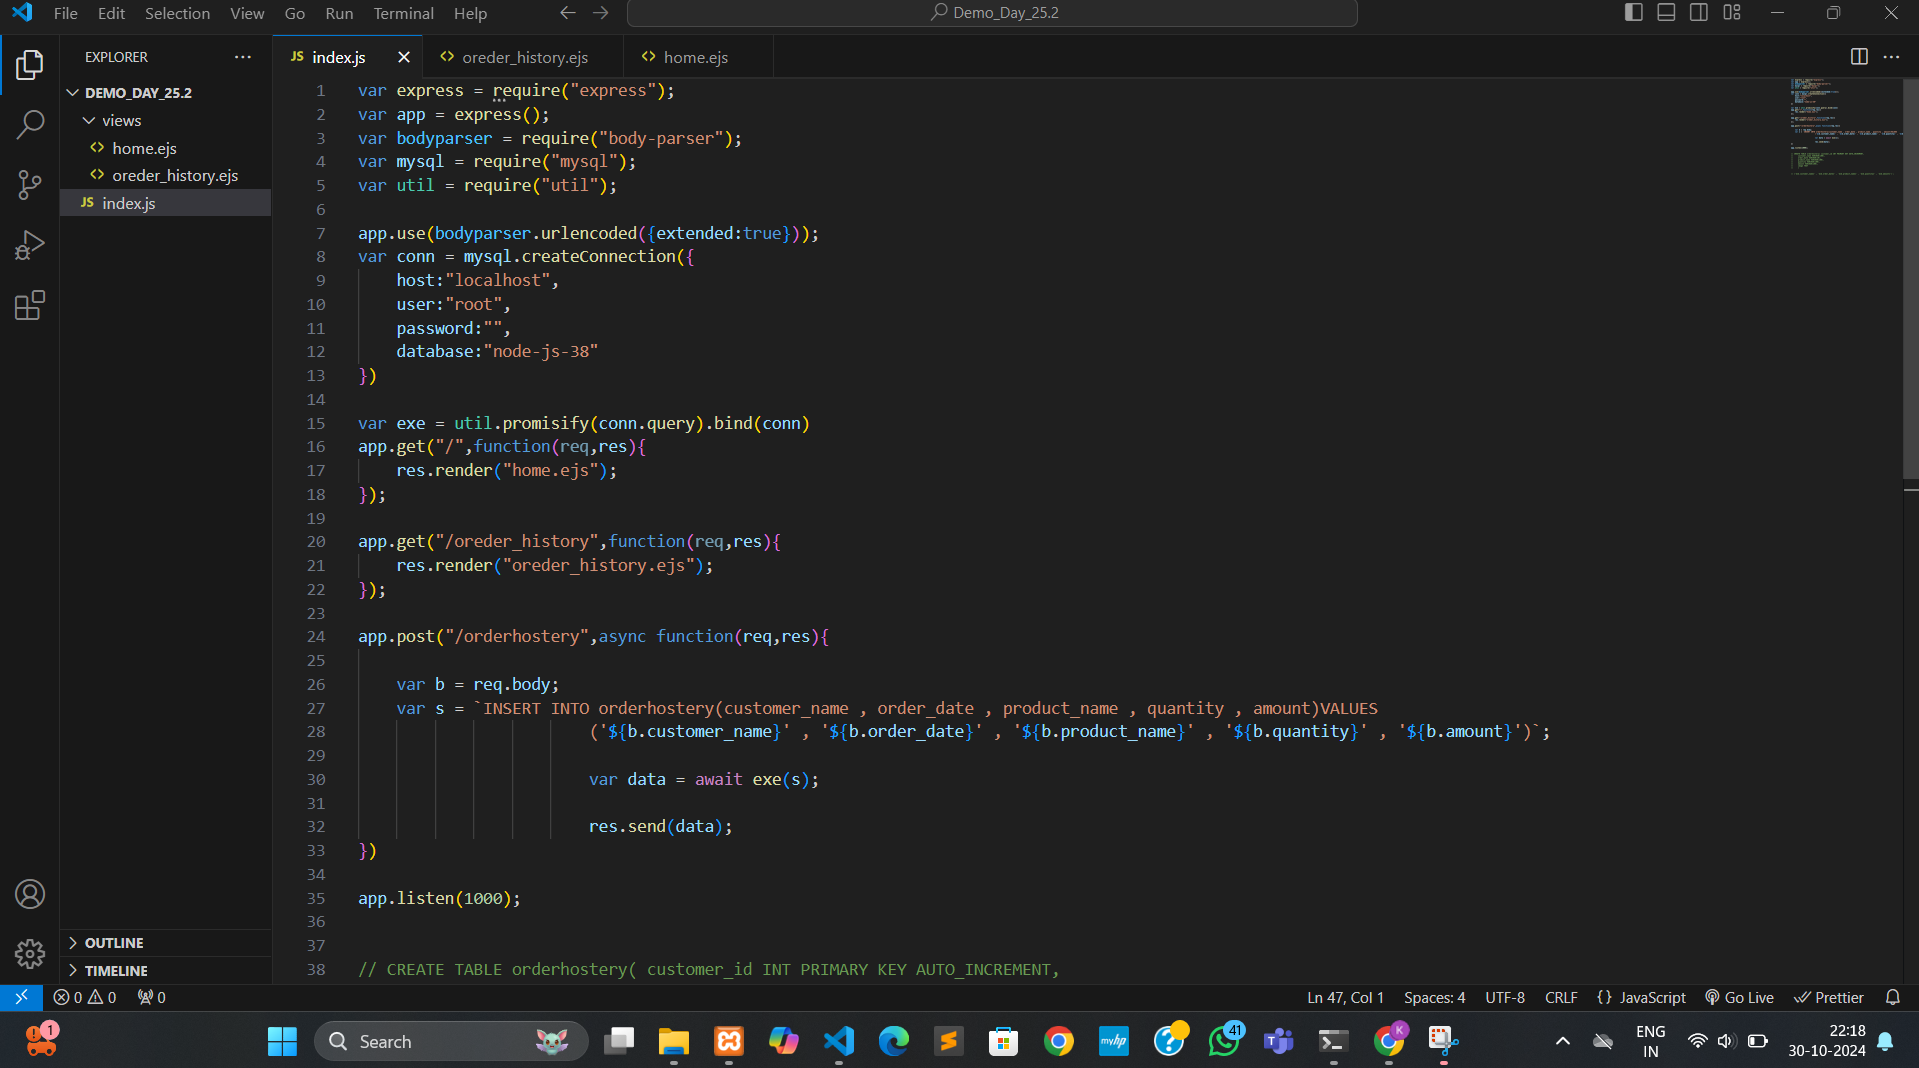 File Edit Selection View Go Run Terminal Help
Demo_Day_25.2
EXPLORER
DEMO_DAY_25.2
views
home.ejs
oreder_history.ejs
JS index.js
OUTLINE
TIMELINE
JS index.js
oreder_history.ejs
home.ejs
1 var express = require("express");
2 var app = express();
3 var bodyparser = require("body-parser");
4 var mysql = require("mysql");
5 var util = require("util");
6
7 app.use(bodyparser.urlencoded({extended:true}));
8 var conn = mysql.createConnection({
9 host:"localhost",
10 user:"root",
11 password:"",
12 database:"node-js-38"
13 })
14
15 var exe = util.promisify(conn.query).bind(conn)
16 app.get("/",function(req,res){
17 res.render("home.ejs");
18 });
19
20 app.get("/oreder_history",function(req,res){
21 res.render("oreder_history.ejs");
22 });
23
24 app.post("/orderhostery",async function(req,res){
25
26 var b = req.body;
27 var s = `INSERT INTO orderhostery(customer_name , order_date , product_name , quantity , amount)VALUES
28 ('${b.customer_name}' , '${b.order_date}' , '${b.product_name}' , '${b.quantity}' , '${b.amount}')`;
29
30 var data = await exe(s);
31
32 res.send(data);
33 })
34
35 app.listen(1000);
36
37
38 // CREATE TABLE orderhostery( customer_id INT PRIMARY KEY AUTO_INCREMENT,
0 0 0
Ln 47, Col 1 Spaces: 4 UTF-8 CRLF {} JavaScript Go Live Prettier
1
Search
myhp
41
K
ENG
IN
22:18
30-10-2024